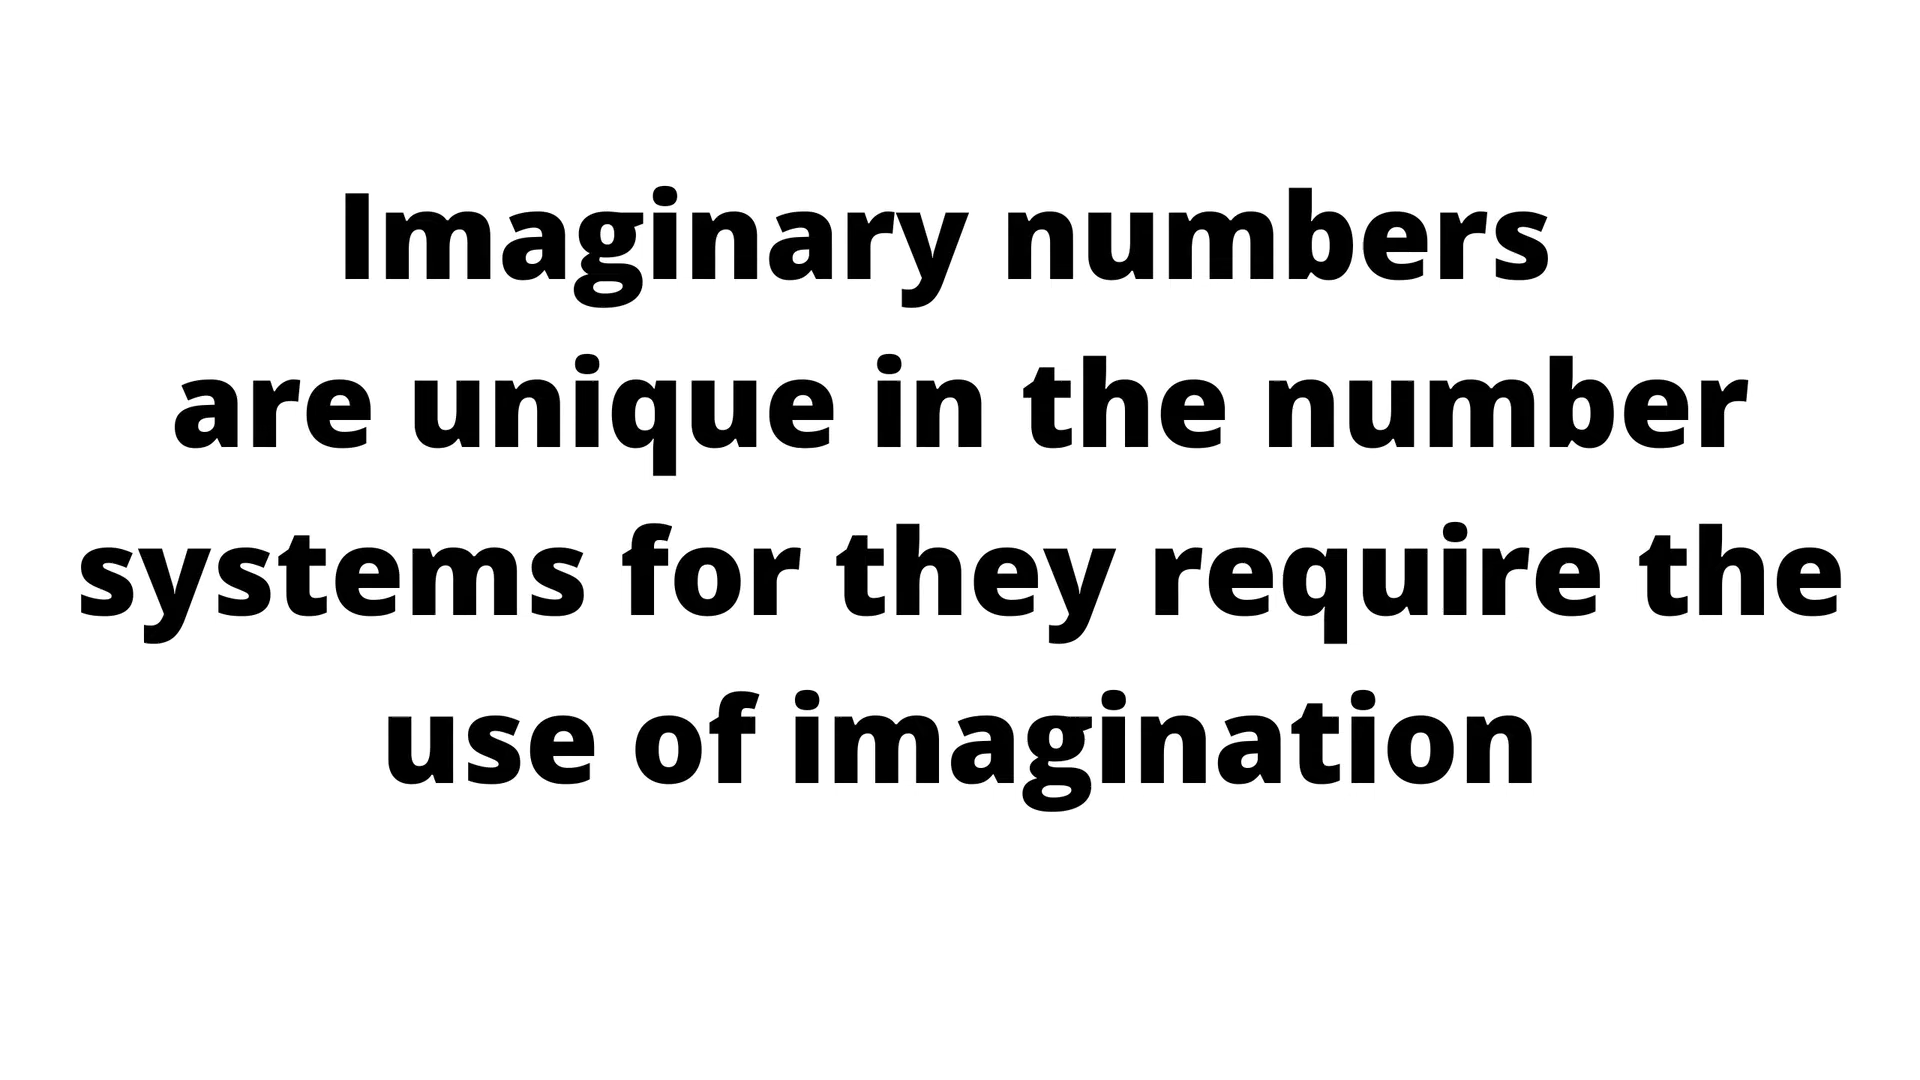 Imaginary numbers
are unique in the number
systems for they require the
use of imagination